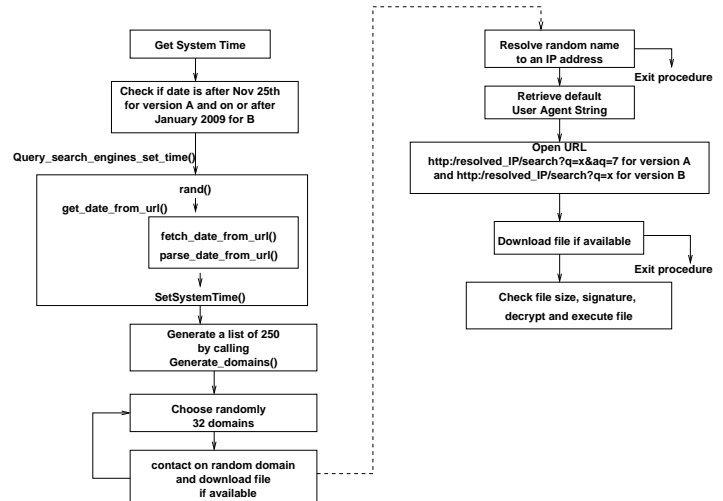 Get System Time
Check if date is after Nov 25th
for version A and on or after
January 2009 for B
Query_search_engines_set_time()
rand()
get_date_from_url()
fetch_date_from_url()
parse_date_from_url()
SetSystemTime()
Generate a list of 250
by calling
Generate_domains()
Choose randomly
32 domains
contact on random domain
and download file
if available
Resolve random name
to an IP address
Exit procedure
Retrieve default
User Agent String
Open URL
http:/resolved_IP/search?q=x&aq=7 for version A
and http:/resolved_IP/search?q=x for version B
Download file if available
Exit procedure
Check file size, signature,
decrypt and execute file